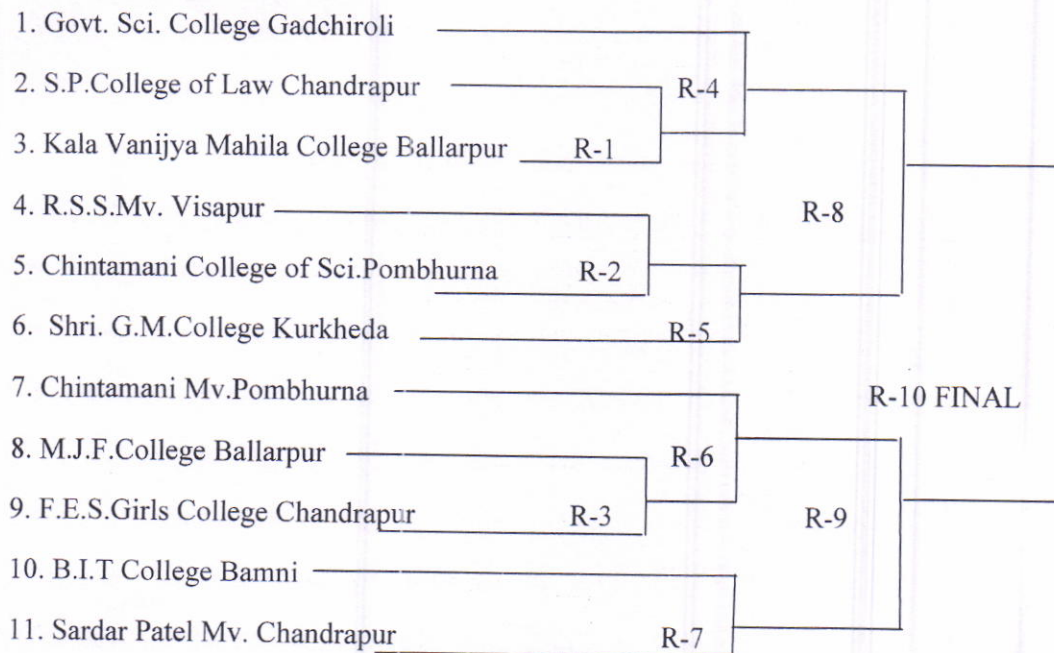 1. Govt. Sci. College Gadchiroli
2. S.P.College of Law Chandrapur R-4
3. Kala Vanijya Mahila College Ballarpur R-1
4. R.S.S.Mv. Visapur R-8
5. Chintamani College of Sci.Pombhurna R-2
6. Shri. G.M.College Kurkheda R-5
7. Chintamani Mv.Pombhurna R-10 FINAL
8. M.J.F.College Ballarpur R-6
9. F.E.S.Girls College Chandrapur R-3 R-9
10. B.I.T College Bamni
11. Sardar Patel Mv. Chandrapur R-7